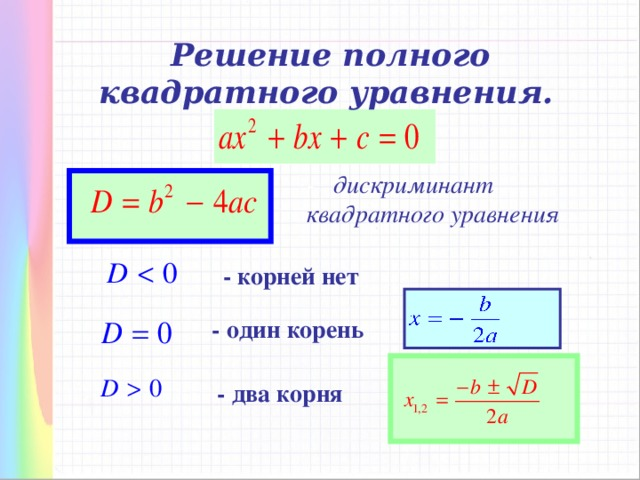 Решение полного
квадратного уравнения.
ax² + bx + c = 0
D = b² − 4ac
дискриминант
квадратного уравнения
D < 0 - корней нет
D = 0 - один корень
x = − b / 2a
D > 0 - два корня
x₁,₂ = −b ± √D / 2a